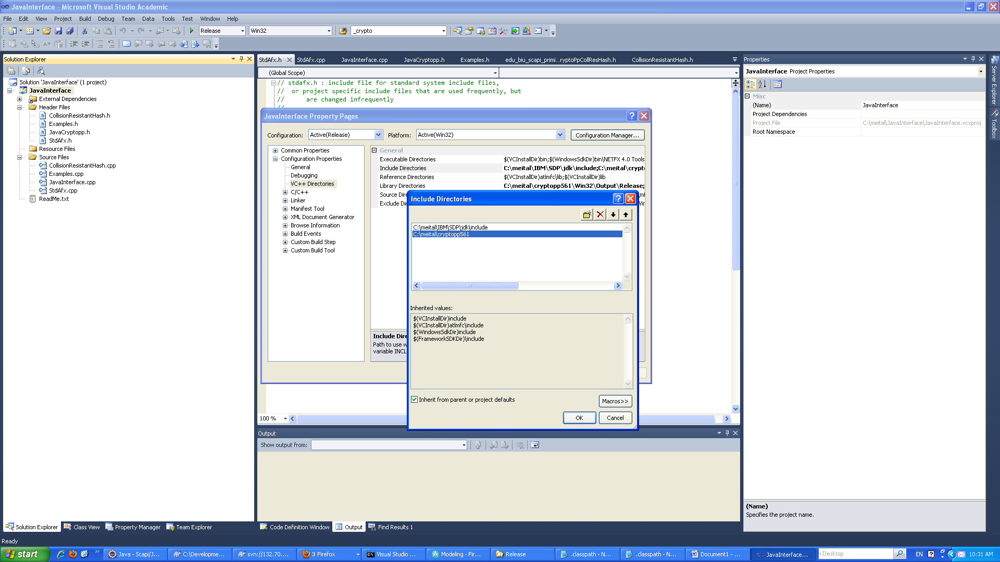 JavaInterface - Microsoft Visual Studio Academic
File Edit View Project Build Debug Team Data Tools Test Window Help
Release Win32 _crypto
Solution Explorer
Solution 'JavaInterface' (1 project)
JavaInterface
External Dependencies
Header Files
CollisionResistantHash.h
Examples.h
JavaCryptopp.h
StdAfx.h
Resource Files
Source Files
CollisionResistantHash.cpp
Examples.cpp
JavaInterface.cpp
StdAfx.cpp
ReadMe.txt
StdAfx.h StdAfx.cpp JavaInterface.cpp JavaCryptopp.h Examples.h edu_biu_scapi_primi...ryptoPpCollResHash.h CollisionResistantHash.h
(Global Scope)
// stdafx.h : include file for standard system include files,
// or project specific include files that are used frequently, but
// are changed infrequently
//
JavaInterface Property Pages
Configuration: Active(Release) Platform: Active(Win32) Configuration Manager...
Common Properties
Configuration Properties
General
Debugging
VC++ Directories
C/C++
Linker
Manifest Tool
XML Document Generator
Browse Information
Build Events
Custom Build Step
Custom Build Tool
General
Executable Directories $(VCInstallDir)bin;$(WindowsSdkDir)bin\NETFX 4.0 Tools
Include Directories C:\meital\IBM\SDP\jdk\include;C:\meital\crypt
Reference Directories $(VCInstallDir)atlmfc\lib;$(VCInstallDir)lib
Library Directories C:\meital\cryptopp561\Win32\Output\Release;
Source Dire
Exclude Dir
Include Dire
Path to use w
variable INCL
Include Directories
C:\meital\IBM\SDP\jdk\include
C:\meital\cryptopp561
Inherited values:
$(VCInstallDir)include
$(VCInstallDir)atlmfc\include
$(WindowsSdkDir)include
$(FrameworkSDKDir)\include
Inherit from parent or project defaults
Macros>>
OK Cancel
100 %
Output
Show output from:
Properties
JavaInterface Project Properties
Misc
(Name) JavaInterface
Project Dependencies
Project File C:\meital\JavaInterface\JavaInterface.vcxproj
Root Namespace
(Name)
Specifies the project name.
Server Explorer
Toolbox
Solution Explorer Class View Property Manager Team Explorer
Code Definition Window Output Find Results 1
Ready
start Java - Scapi/J... C:\Developme... svn://132.70.... 3 Firefox Visual Studio ... Modeling - Fir... Release .classpath - N... .classpath - N... Document1 - ... JavaInterface... Desktop EN 10:31 AM